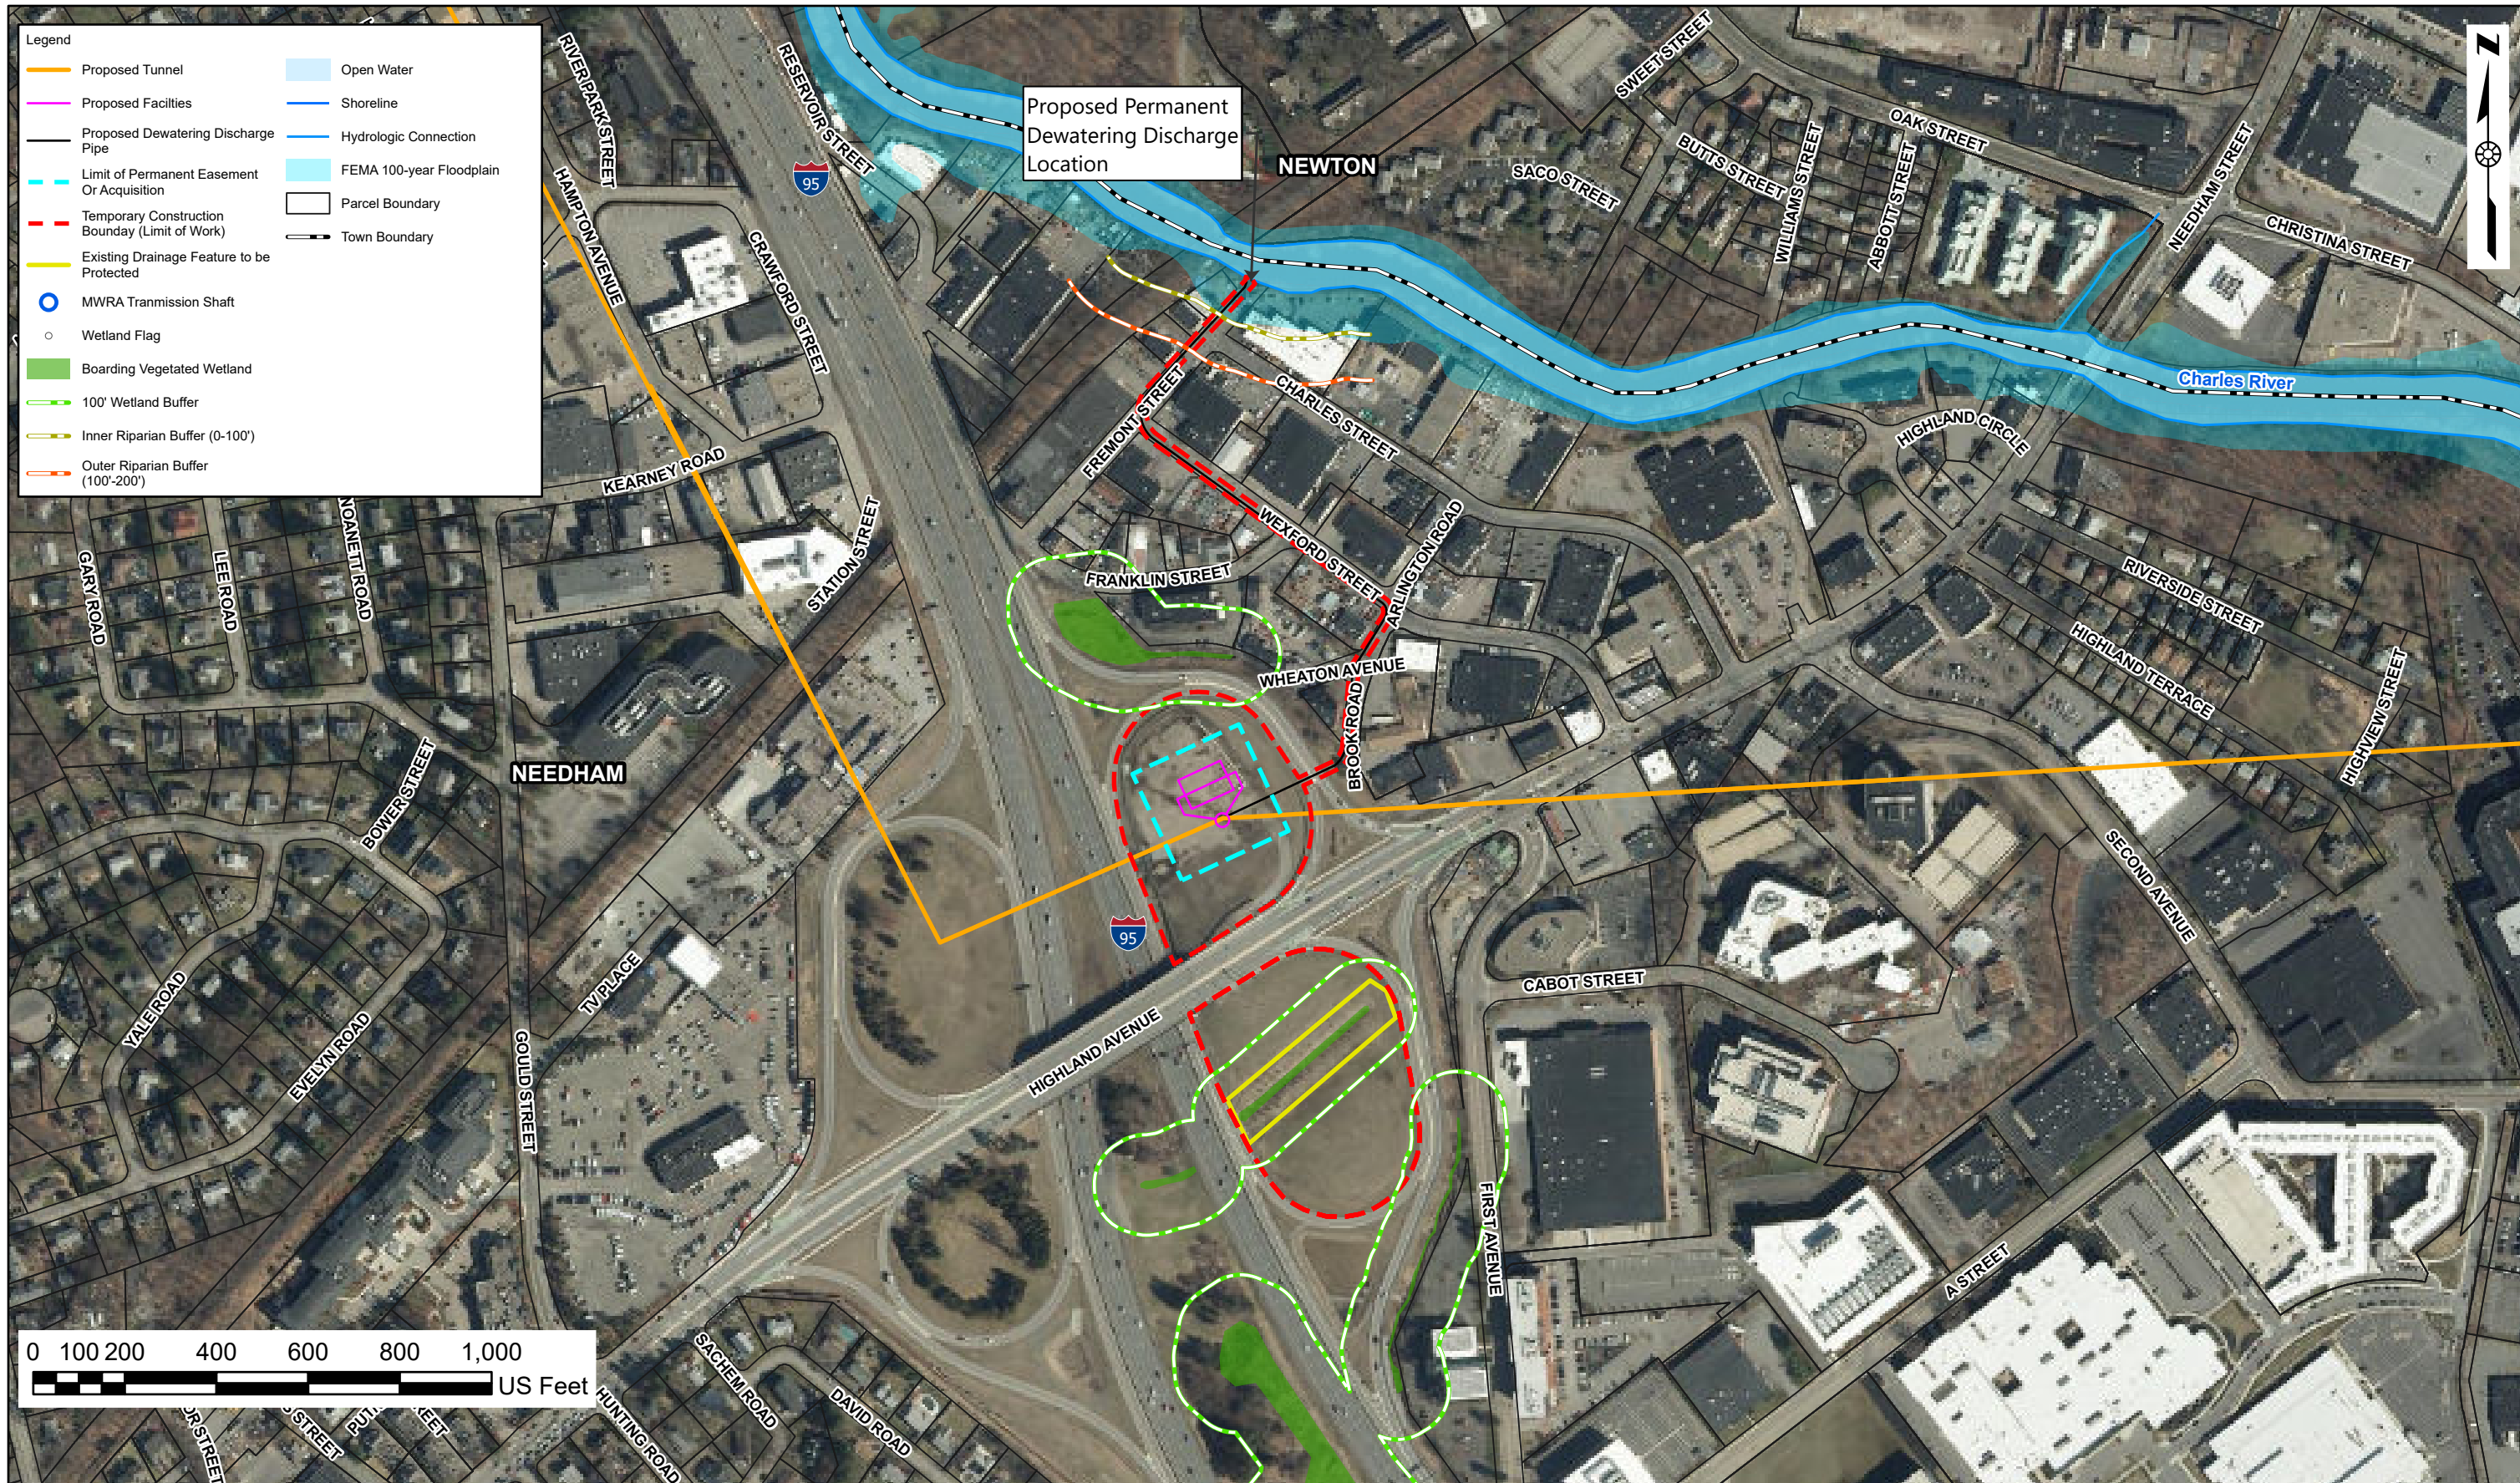 Legend
Proposed Tunnel
Proposed Facilties
Proposed Dewatering Discharge
Pipe
Limit of Permanent Easement
Or Acquisition
Temporary Construction
Bounday (Limit of Work)
Existing Drainage Feature to be
Protected
MWRA Tranmission Shaft
Wetland Flag
Boarding Vegetated Wetland
100' Wetland Buffer
Inner Riparian Buffer (0-100')
Outer Riparian Buffer
(100'-200')
Open Water
Shoreline
Hydrologic Connection
FEMA 100-year Floodplain
Parcel Boundary
Town Boundary
Proposed Permanent
Dewatering Discharge
Location
N
NEWTON
NEEDHAM
Charles River
95
95
RIVER PARK STREET
RESERVOIR STREET
HAMPTON AVENUE
CRAWFORD STREET
KEARNEY ROAD
STATION STREET
GARY ROAD
LEE ROAD
NOANETT ROAD
BOWER STREET
YALE ROAD
EVELYN ROAD
TV PLACE
GOULD STREET
HIGHLAND AVENUE
FREMONT STREET
CHARLES STREET
WEXFORD STREET
ARLINGTON ROAD
FRANKLIN STREET
WHEATON AVENUE
BROOK ROAD
SWEET STREET
OAK STREET
BUTTS STREET
SACO STREET
WILLIAMS STREET
ABBOTT STREET
NEEDHAM STREET
CHRISTINA STREET
HIGHLAND CIRCLE
RIVERSIDE STREET
HIGHLAND TERRACE
HIGHVIEW STREET
SECOND AVENUE
CABOT STREET
FIRST AVENUE
A STREET
SACHEM ROAD
DAVID ROAD
HUNTING ROAD
0 100 200 400 600 800 1,000
US Feet